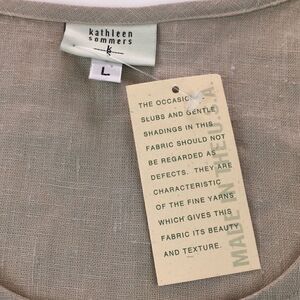 kathleen
sommers
L
THE OCCASIONAL
SLUBS AND GENTLE
SHADINGS IN THIS
FABRIC SHOULD NOT
BE REGARDED AS
DEFECTS. THEY ARE
CHARACTERISTIC
OF THE FINE YARNS
WHICH GIVES THIS
FABRIC ITS BEAUTY
AND TEXTURE.
MADE IN THE U.S.A.